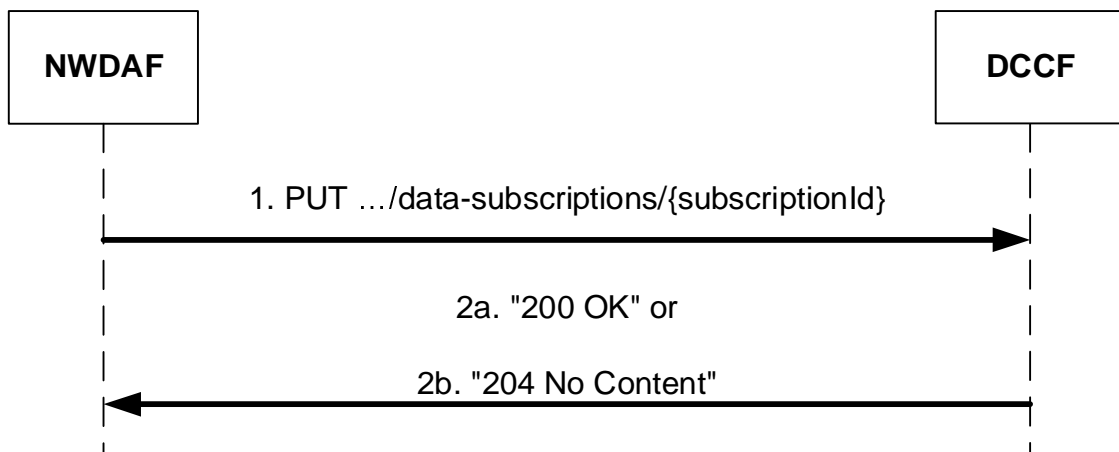 NWDAF
DCCF
1. PUT …/data-subscriptions/{subscriptionId}
2a. "200 OK" or
2b. "204 No Content"